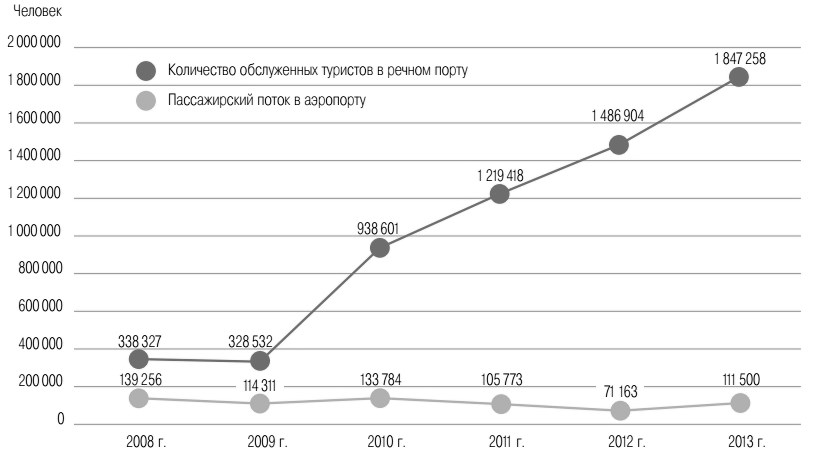 Человек
2 000 000
1 800 000
1 600 000
1 400 000
1 200 000
1 000 000
800 000
600 000
400 000
200 000
0
Количество обслуженных туристов в речном порту
Пассажирский поток в аэропорту
338 327
328 532
938 601
1 219 418
1 486 904
1 847 258
139 256
114 311
133 784
105 773
71 163
111 500
2008 г.
2009 г.
2010 г.
2011 г.
2012 г.
2013 г.